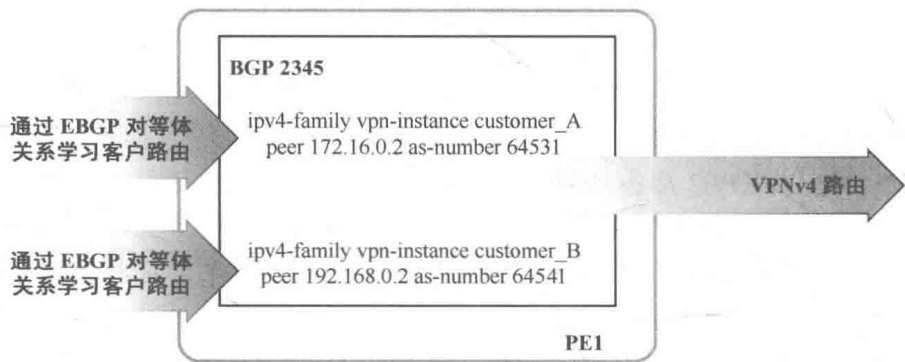 BGP 2345
通过 EBGP 对等体
关系学习客户路由
ipv4-family vpn-instance customer_A
peer 172.16.0.2 as-number 64531
VPNv4 路由
通过 EBGP 对等体
关系学习客户路由
ipv4-family vpn-instance customer_B
peer 192.168.0.2 as-number 64541
PE1